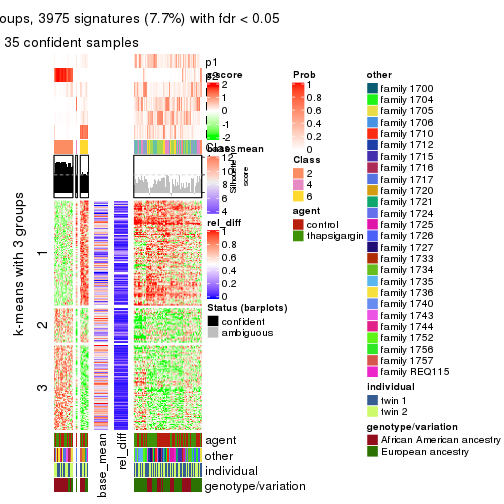 oups, 3975 signatures (7.7%) with fdr < 0.05
35 confident samples
p1
z-score
2
1
0
-1
-2
Class
base_mean
12
10
8
6
4
Silhouette
score
rel_diff
1
0.8
0.6
0.4
0.2
0
Status (barplots)
confident
ambiguous
k-means with 3 groups
1
2
3
base_mean
rel_diff
agent
other
individual
genotype/variation
Prob
1
0.8
0.6
0.4
0.2
0
Class
2
4
6
agent
control
thapsigargin
other
family 1700
family 1704
family 1705
family 1706
family 1710
family 1712
family 1715
family 1716
family 1717
family 1720
family 1721
family 1724
family 1725
family 1726
family 1727
family 1733
family 1734
family 1735
family 1736
family 1740
family 1743
family 1744
family 1752
family 1756
family 1757
family REQ115
individual
twin 1
twin 2
genotype/variation
African American ancestry
European ancestry